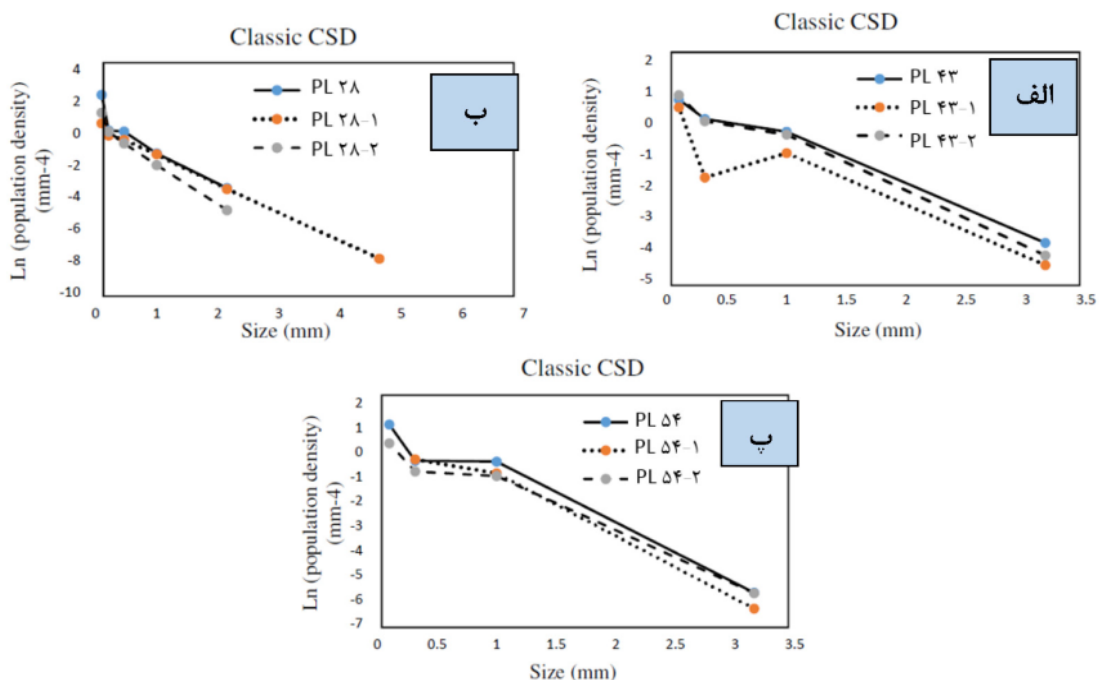 Classic CSD
Ln (population density)
(mm-4)
4
2
0
-2
-4
-6
-8
-10
PL ۲۸
PL ۲۸-۱
PL ۲۸-۲
ب
0 1 2 3 4 5 6 7
Size (mm)
Classic CSD
Ln (population density)
(mm-4)
2
1
0
-1
-2
-3
-4
-5
PL ۴۳
PL ۴۳-۱
PL ۴۳-۲
الف
0 0.5 1 1.5 2 2.5 3 3.5
Size (mm)
Classic CSD
Ln (population density)
(mm-4)
2
1
0
-1
-2
-3
-4
-5
-6
-7
PL ۵۴
PL ۵۴-۱
PL ۵۴-۲
پ
0 0.5 1 1.5 2 2.5 3 3.5
Size (mm)